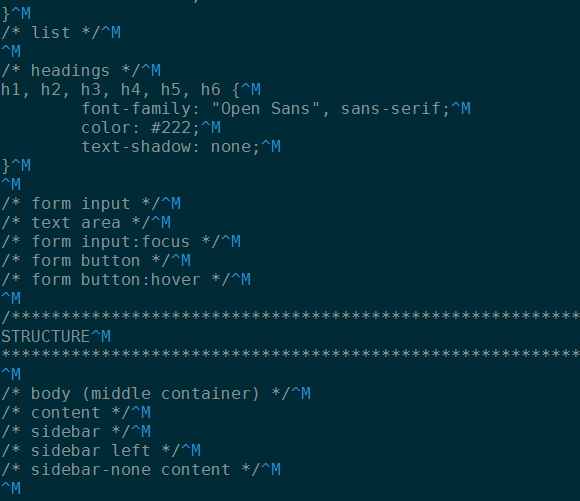 }^M
/* list */^M
^M
/* headings */^M
h1, h2, h3, h4, h5, h6 {^M
        font-family: "Open Sans", sans-serif;^M
        color: #222;^M
        text-shadow: none;^M
}^M
^M
/* form input */^M
/* text area */^M
/* form input:focus */^M
/* form button */^M
/* form button:hover */^M
^M
/*********************************************************
STRUCTURE^M
**********************************************************
^M
/* body (middle container) */^M
/* content */^M
/* sidebar */^M
/* sidebar left */^M
/* sidebar-none content */^M
^M